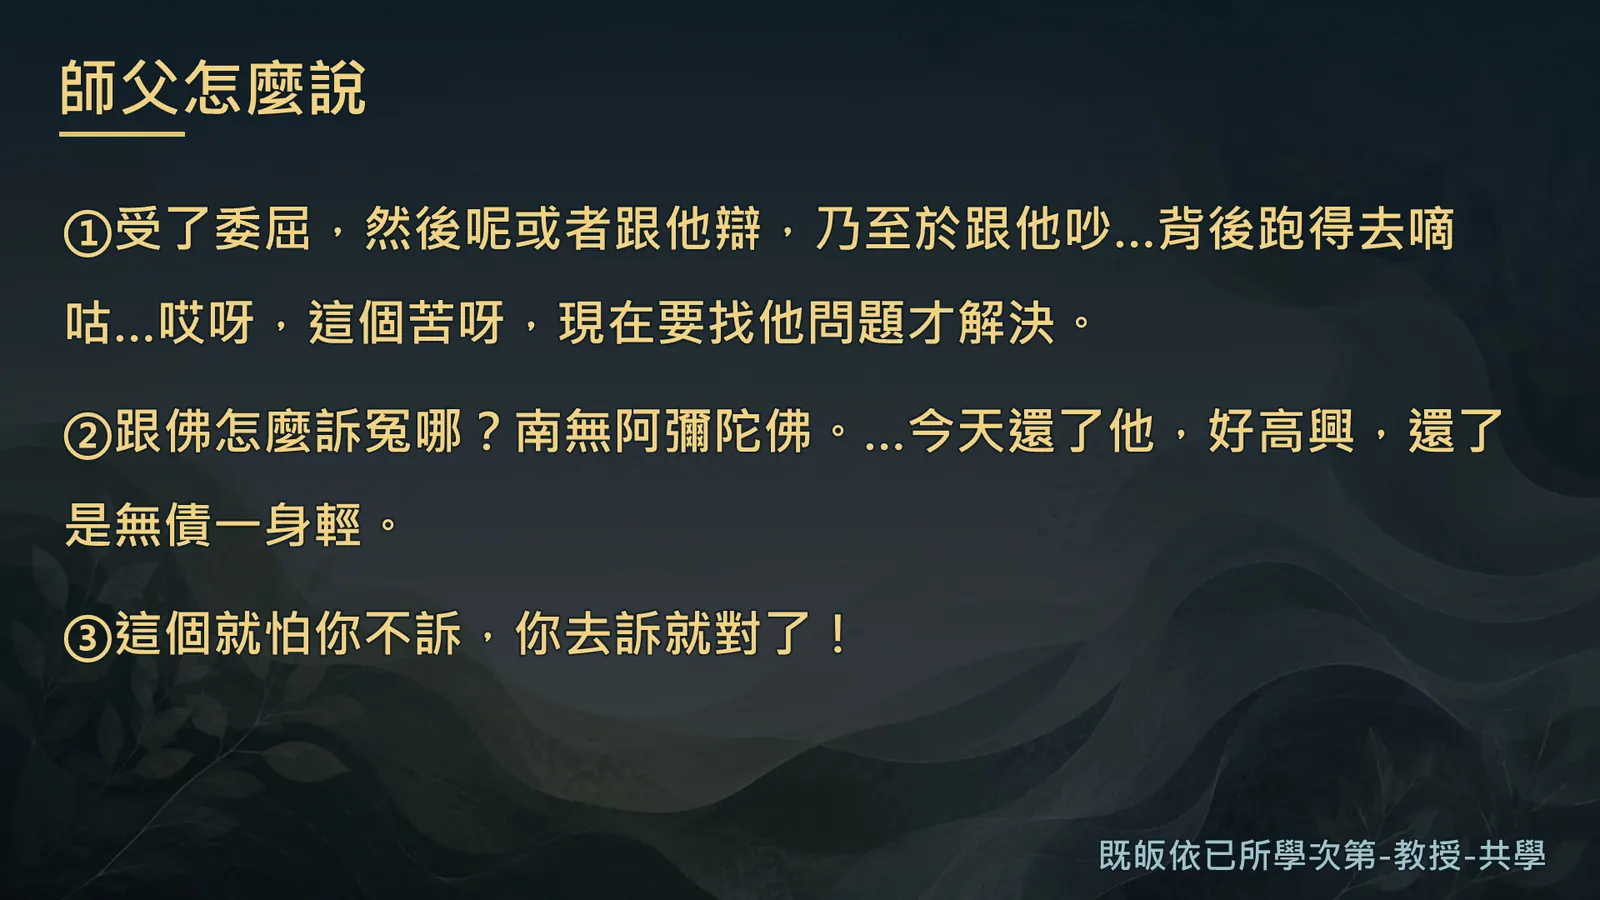 師父怎麼說
①受了委屈，然後呢或者跟他辯，乃至於跟他吵...背後跑得去嘀
咕...哎呀，這個苦呀，現在要找他問題才解決。
②跟佛怎麼訴冤哪？南無阿彌陀佛。...今天還了他，好高興，還了
是無債一身輕。
③這個就怕你不訴，你去訴就對了！
既皈依已所學次第-教授-共學